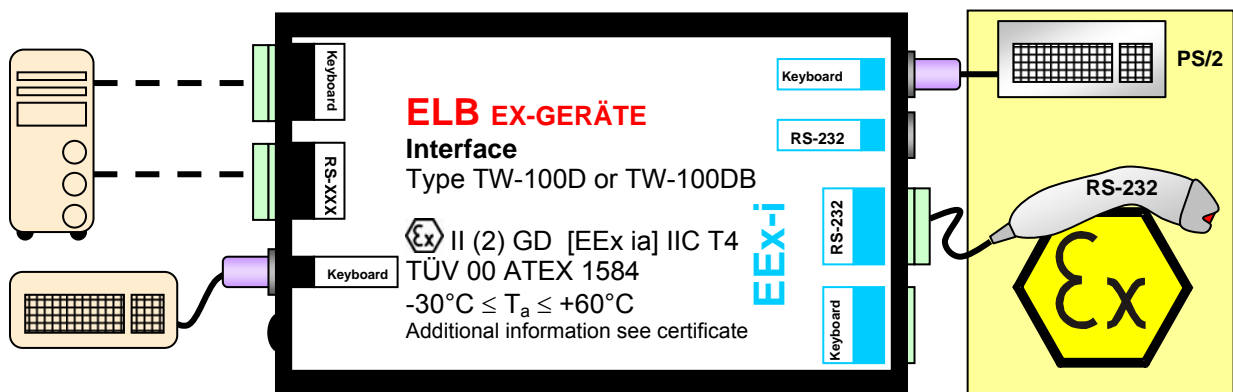 Keyboard
RS-XXX
Keyboard
ELB EX-GERÄTE
Interface
Type TW-100D or TW-100DB
Ex II (2) GD [EEx ia] IIC T4
TÜV 00 ATEX 1584
-30°C ≤ Ta ≤ +60°C
Additional information see certificate
EEx-i
Keyboard
RS-232
RS-232
Keyboard
PS/2
RS-232
Ex